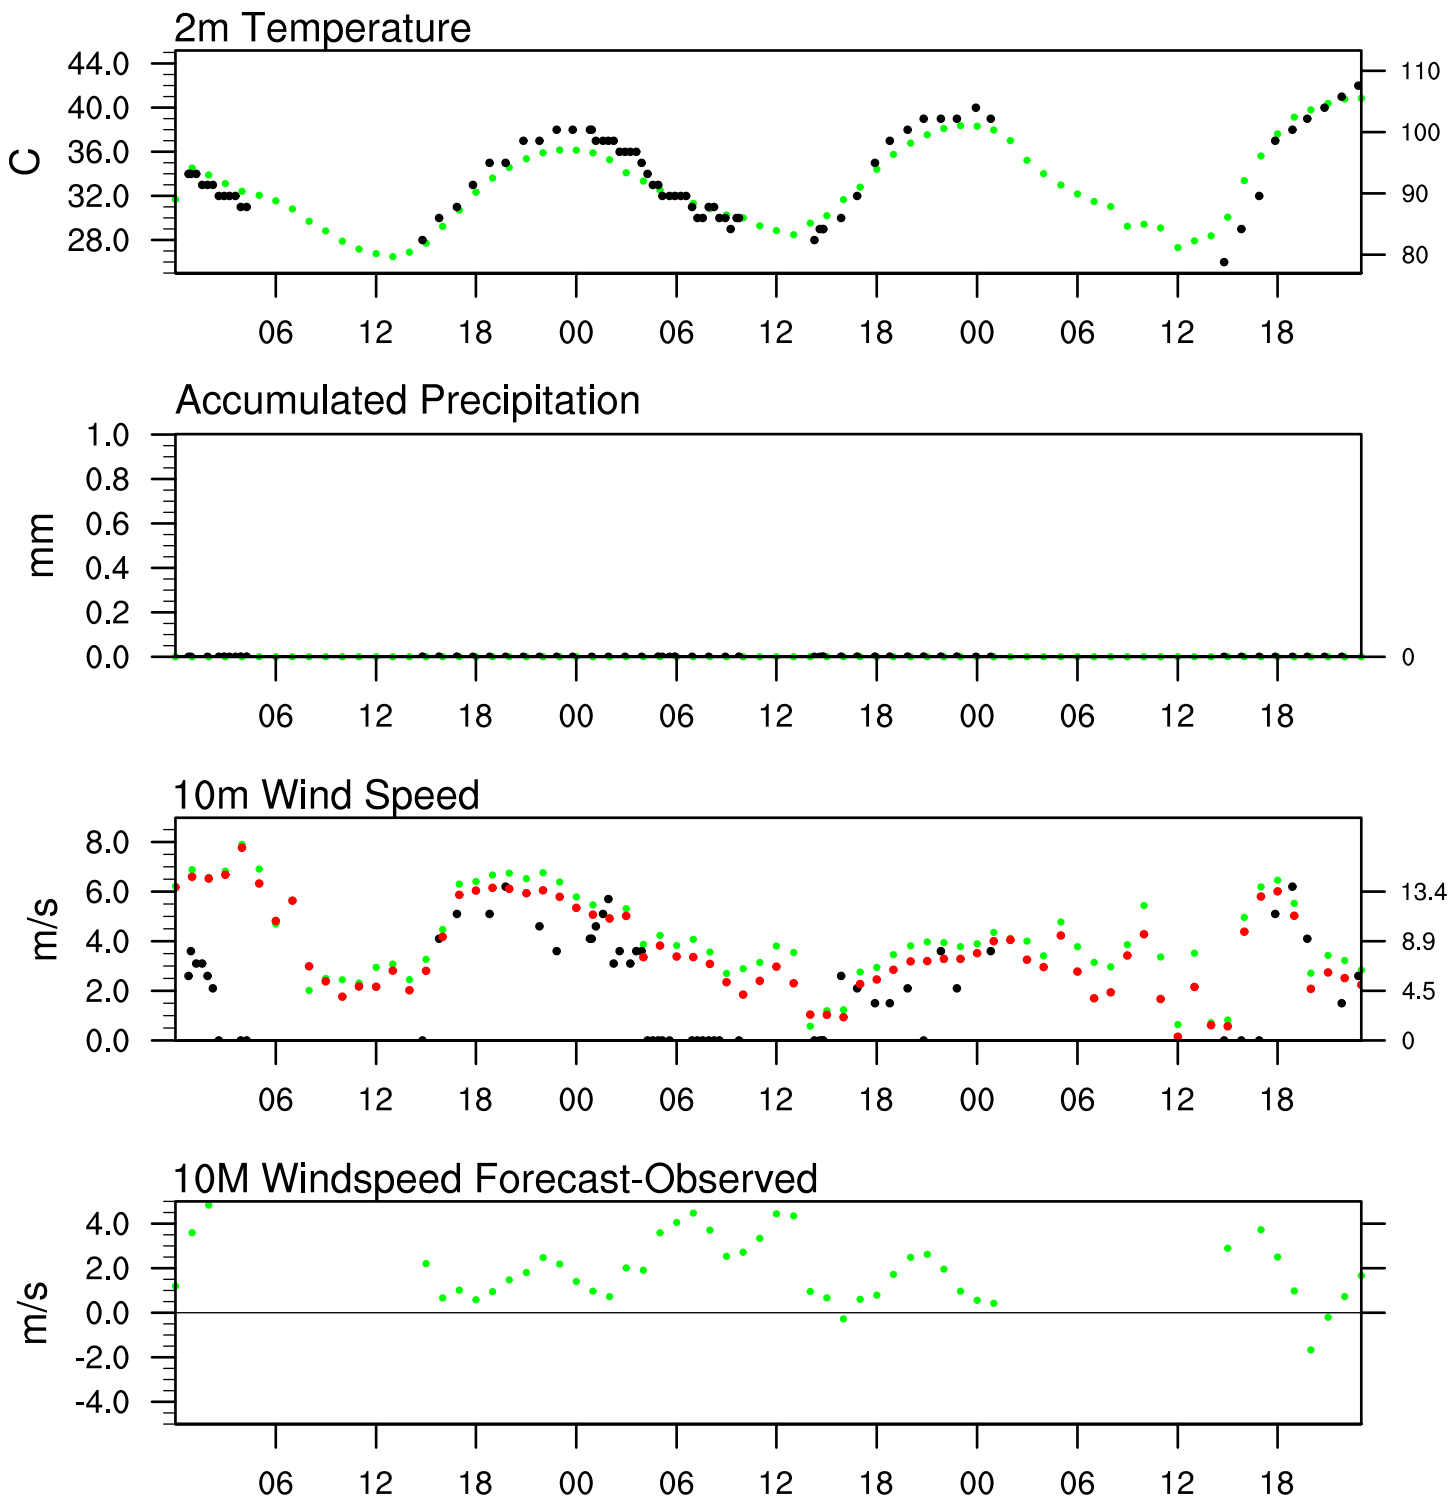 2m Temperature
44.0
40.0
36.0
32.0
28.0
C
110
100
90
80
06 12 18 00 06 12 18 00 06 12 18
Accumulated Precipitation
1.0
0.8
0.6
0.4
0.2
0.0
mm
0
06 12 18 00 06 12 18 00 06 12 18
10m Wind Speed
8.0
6.0
4.0
2.0
0.0
m/s
13.4
8.9
4.5
0
06 12 18 00 06 12 18 00 06 12 18
10M Windspeed Forecast-Observed
4.0
2.0
0.0
-2.0
-4.0
m/s
06 12 18 00 06 12 18 00 06 12 18